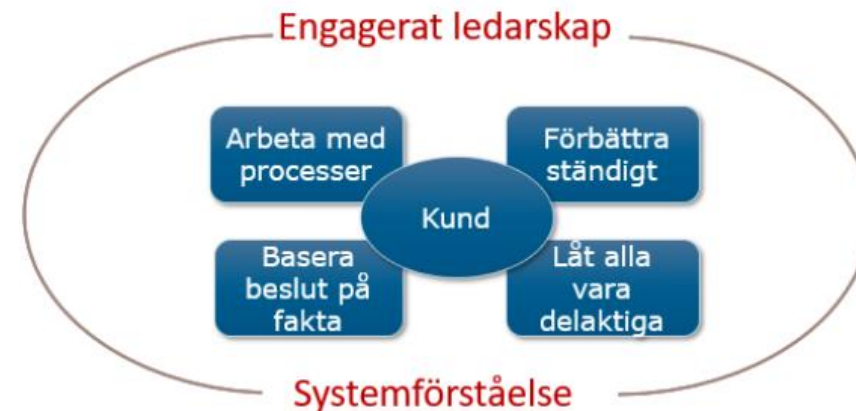 Engagerat ledarskap
Arbeta med
processer
Förbättra
ständigt
Kund
Basera
beslut på
fakta
Låt alla
vara
delaktiga
Systemförståelse